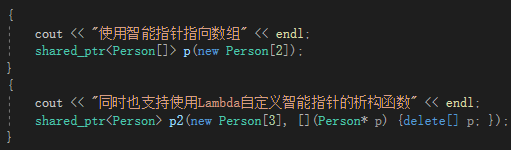 {
cout << "使用智能指针指向数组" << endl;
shared_ptr<Person[]> p(new Person[2]);
}
{
cout << "同时也支持使用Lambda自定义智能指针的析构函数" << endl;
shared_ptr<Person> p2(new Person[3], [](Person* p) {delete[] p; });
}